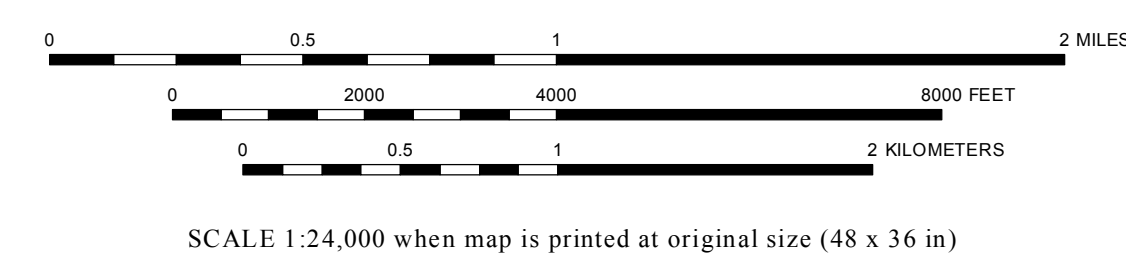 0 0.5 1 2 MILES
0 2000 4000 8000 FEET
0 0.5 1 2 KILOMETERS
SCALE 1:24,000 when map is printed at original size (48 x 36 in)